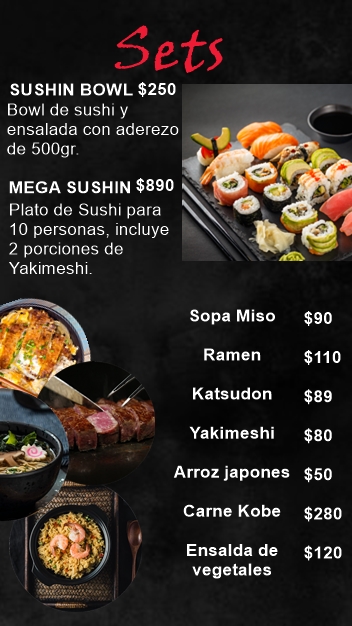 Sets
SUSHIN BOWL $250
Bowl de sushi y
ensalada con aderezo
de 500gr.
MEGA SUSHIN $890
Plato de Sushi para
10 personas, incluye
2 porciones de
Yakimeshi.
Sopa Miso $90
Ramen $110
Katsudon $89
Yakimeshi $80
Arroz japones $50
Carne Kobe $280
Ensalda de $120
vegetales